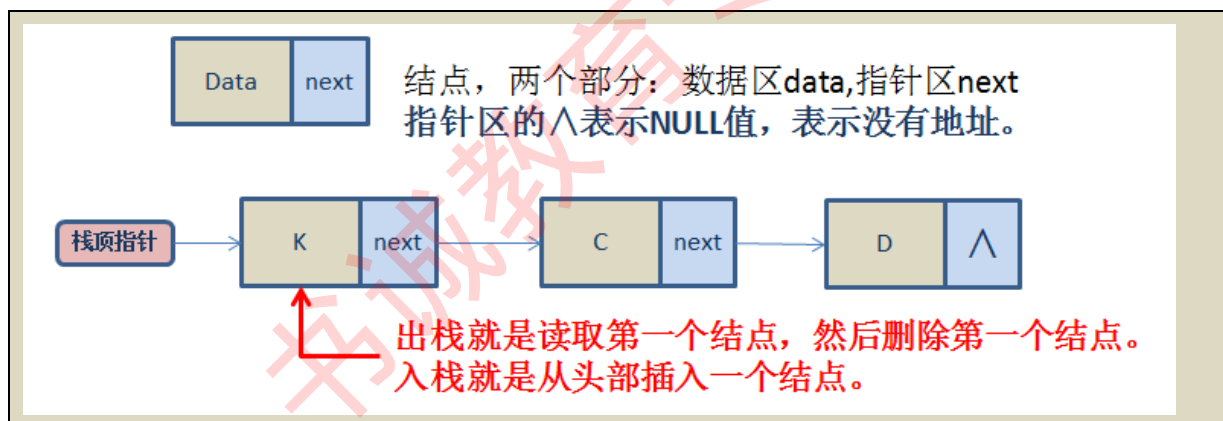 Data next
结点，两个部分：数据区data,指针区next
指针区的∧表示NULL值，表示没有地址。
栈顶指针 K next C next D ∧
出栈就是读取第一个结点，然后删除第一个结点。
入栈就是从头部插入一个结点。
书诚教育